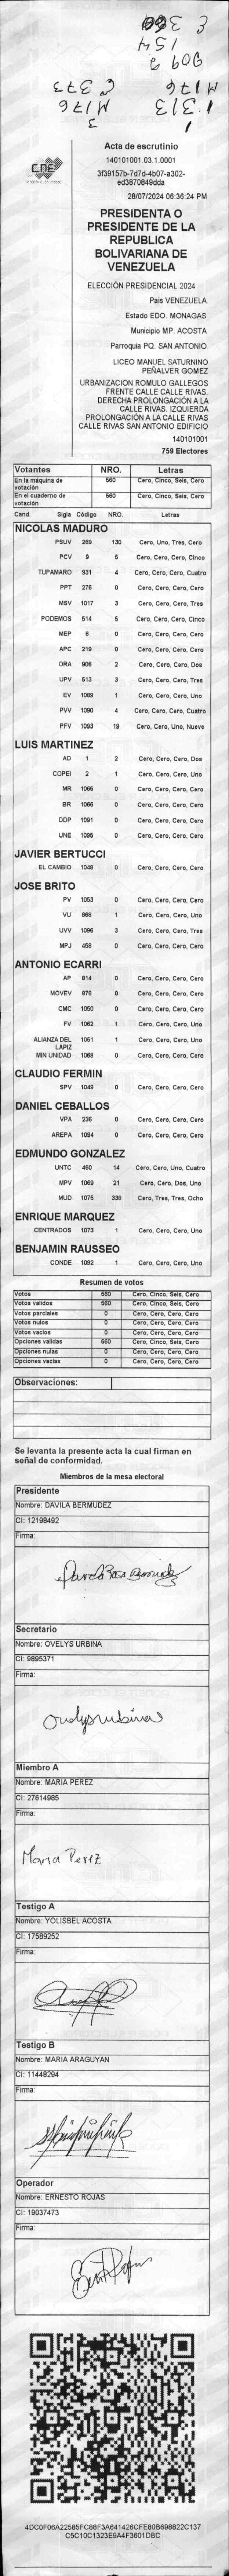 CNE
Acta de escrutinio
140101001.03.1.0001
3f39157b-7d7d-4b07-a302-
ed3870849dda
28/07/2024 06:36:24 PM
PRESIDENTA O
PRESIDENTE DE LA
REPUBLICA
BOLIVARIANA DE
VENEZUELA
ELECCIÓN PRESIDENCIAL 2024
Pais VENEZUELA
Estado EDO. MONAGAS
Municipio MP. ACOSTA
Parroquia PQ. SAN ANTONIO
LICEO MANUEL SATURNINO
PEÑALVER GOMEZ
URBANIZACION ROMULO GALLEGOS
FRENTE CALLE CALLE RIVAS.
DERECHA PROLONGACIÓN A LA
CALLE RIVAS. IZQUIERDA
PROLONGACIÓN A LA CALLE RIVAS
CALLE RIVAS SAN ANTONIO EDIFICIO
140101001
759 Electores
Votantes NRO. Letras
En la máquina de votación 560 Cero, Cinco, Seis, Cero
En el cuaderno de votación 560 Cero, Cinco, Seis, Cero
Cand. Sigla Código NRO. Letras
NICOLAS MADURO
PSUV 269 130 Cero, Uno, Tres, Cero
PCV 9 5 Cero, Cero, Cero, Cinco
TUPAMARO 931 4 Cero, Cero, Cero, Cuatro
PPT 276 0 Cero, Cero, Cero, Cero
MSV 1017 3 Cero, Cero, Cero, Tres
PODEMOS 514 5 Cero, Cero, Cero, Cinco
MEP 6 0 Cero, Cero, Cero, Cero
APC 219 0 Cero, Cero, Cero, Cero
ORA 906 2 Cero, Cero, Cero, Dos
UPV 513 3 Cero, Cero, Cero, Tres
EV 1089 1 Cero, Cero, Cero, Uno
PVV 1090 4 Cero, Cero, Cero, Cuatro
PFV 1093 19 Cero, Cero, Uno, Nueve
LUIS MARTINEZ
AD 1 2 Cero, Cero, Cero, Dos
COPEI 2 1 Cero, Cero, Cero, Uno
MR 1065 0 Cero, Cero, Cero, Cero
BR 1066 0 Cero, Cero, Cero, Cero
DDP 1091 0 Cero, Cero, Cero, Cero
UNE 1095 0 Cero, Cero, Cero, Cero
JAVIER BERTUCCI
EL CAMBIO 1048 0 Cero, Cero, Cero, Cero
JOSE BRITO
PV 1053 0 Cero, Cero, Cero, Cero
VU 868 1 Cero, Cero, Cero, Uno
UVV 1096 3 Cero, Cero, Cero, Tres
MPJ 458 0 Cero, Cero, Cero, Cero
ANTONIO ECARRI
AP 814 0 Cero, Cero, Cero, Cero
MOVEV 978 0 Cero, Cero, Cero, Cero
CMC 1050 0 Cero, Cero, Cero, Cero
FV 1062 1 Cero, Cero, Cero, Uno
ALIANZA DEL LAPIZ 1051 1 Cero, Cero, Cero, Uno
MIN UNIDAD 1068 0 Cero, Cero, Cero, Cero
CLAUDIO FERMIN
SPV 1049 0 Cero, Cero, Cero, Cero
DANIEL CEBALLOS
VPA 236 0 Cero, Cero, Cero, Cero
AREPA 1094 0 Cero, Cero, Cero, Cero
EDMUNDO GONZALEZ
UNTC 460 14 Cero, Cero, Uno, Cuatro
MPV 1069 21 Cero, Cero, Dos, Uno
MUD 1075 338 Cero, Tres, Tres, Ocho
ENRIQUE MARQUEZ
CENTRADOS 1073 1 Cero, Cero, Cero, Uno
BENJAMIN RAUSSEO
CONDE 1092 1 Cero, Cero, Cero, Uno
Resumen de votos
Votos 560 Cero, Cinco, Seis, Cero
Votos validos 560 Cero, Cinco, Seis, Cero
Votos parciales 0 Cero, Cero, Cero, Cero
Votos nulos 0 Cero, Cero, Cero, Cero
Votos vacios 0 Cero, Cero, Cero, Cero
Opciones validas 560 Cero, Cinco, Seis, Cero
Opciones nulas 0 Cero, Cero, Cero, Cero
Opciones vacias 0 Cero, Cero, Cero, Cero
Observaciones:
Se levanta la presente acta la cual firman en
señal de conformidad.
Miembros de la mesa electoral
Presidente
Nombre: DAVILA BERMUDEZ
CI: 12198492
Firma:
Secretario
Nombre: OVELYS URBINA
CI: 9895371
Firma:
Miembro A
Nombre: MARIA PEREZ
CI: 27614985
Firma:
Maria Perez
Testigo A
Nombre: YOLISBEL ACOSTA
CI: 17589252
Firma:
Testigo B
Nombre: MARIA ARAGUYAN
CI: 11448294
Firma:
Operador
Nombre: ERNESTO ROJAS
CI: 19037473
Firma:
4DC0F06A22585FC88F3A641426CFE80B698B22C137
C5C10C1323E9A4F3601DBC